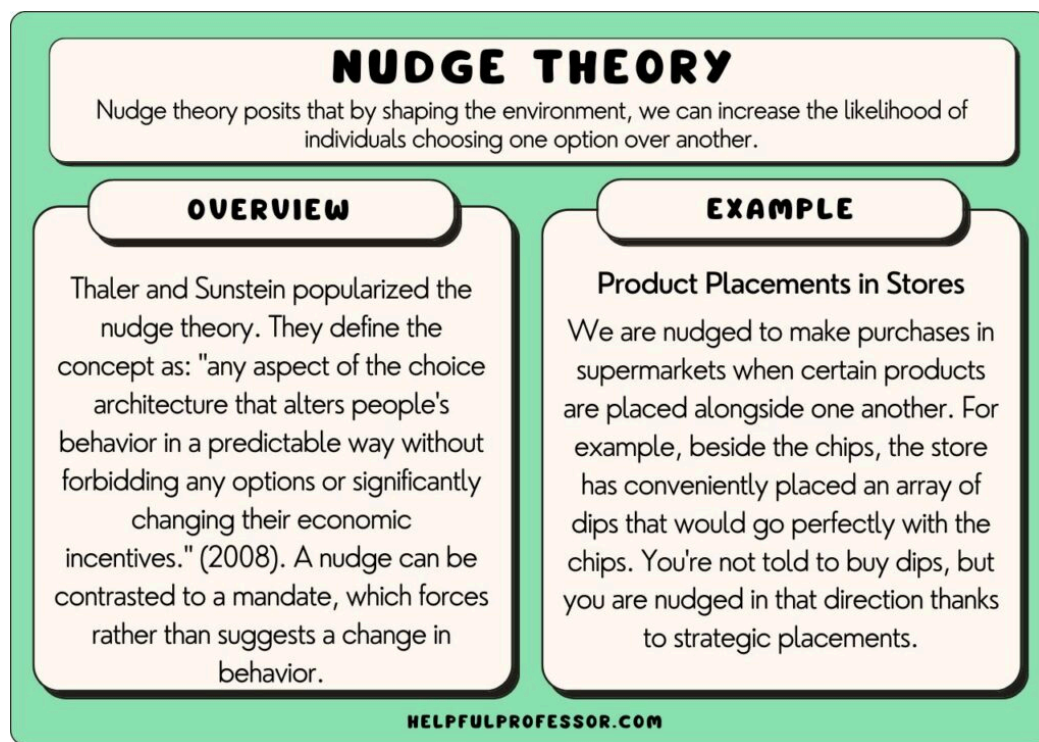 NUDGE THEORY
Nudge theory posits that by shaping the environment, we can increase the likelihood of
individuals choosing one option over another.
OVERVIEW
Thaler and Sunstein popularized the
nudge theory. They define the
concept as: "any aspect of the choice
architecture that alters people's
behavior in a predictable way without
forbidding any options or significantly
changing their economic
incentives." (2008). A nudge can be
contrasted to a mandate, which forces
rather than suggests a change in
behavior.
EXAMPLE
Product Placements in Stores
We are nudged to make purchases in
supermarkets when certain products
are placed alongside one another. For
example, beside the chips, the store
has conveniently placed an array of
dips that would go perfectly with the
chips. You're not told to buy dips, but
you are nudged in that direction thanks
to strategic placements.
HELPFULPROFESSOR.COM